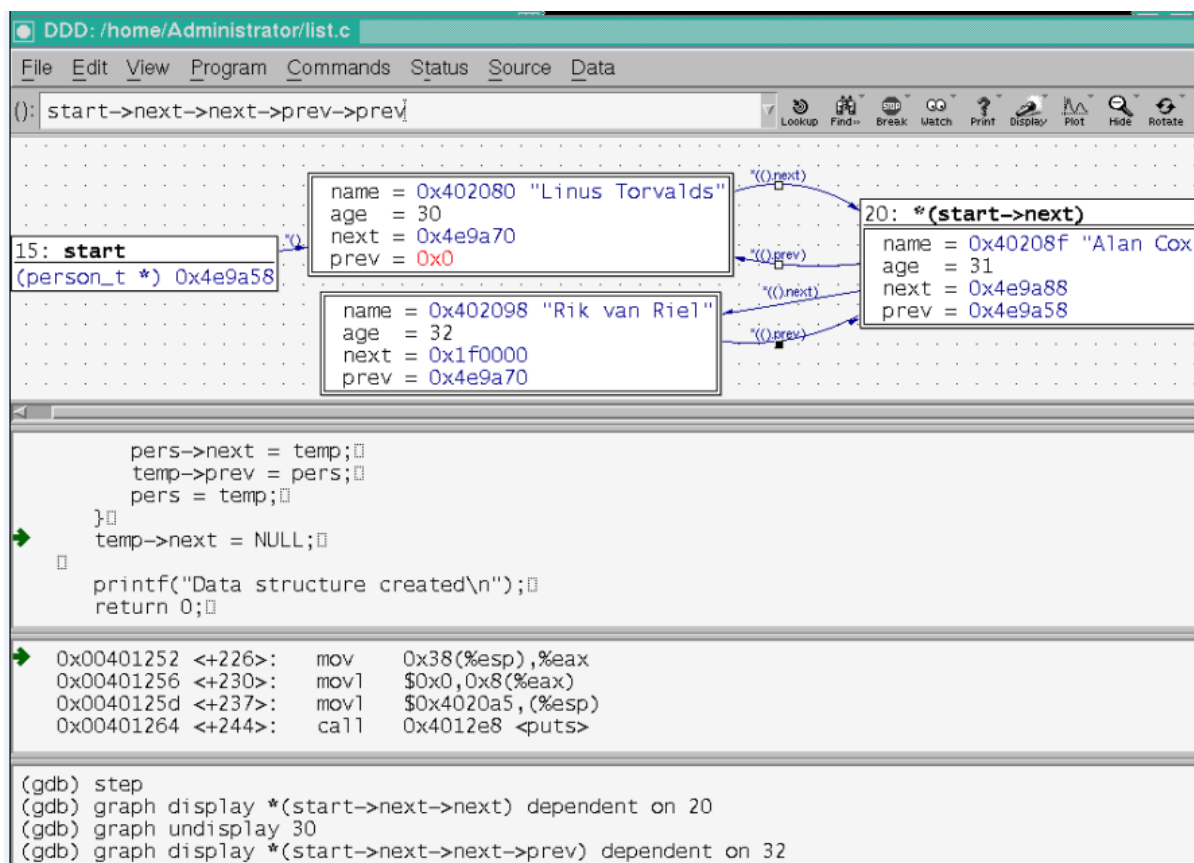 DDD: /home/Administrator/list.c
File Edit View Program Commands Status Source Data
(): start->next->next->prev->prev
Lookup Find» Break Watch Print Display Plot Hide Rotate
name = 0x402080 "Linus Torvalds"
age = 30
next = 0x4e9a70
prev = 0x0
15: start
(person_t *) 0x4e9a58
*()
*(().next)
*(().prev)
*(().next)
*(().prev)
20: *(start->next)
name = 0x40208f "Alan Cox
age = 31
next = 0x4e9a88
prev = 0x4e9a58
name = 0x402098 "Rik van Riel"
age = 32
next = 0x1f0000
prev = 0x4e9a70
pers->next = temp;
temp->prev = pers;
pers = temp;
}
temp->next = NULL;
printf("Data structure created\n");
return 0;
0x00401252 <+226>: mov 0x38(%esp),%eax
0x00401256 <+230>: movl $0x0,0x8(%eax)
0x0040125d <+237>: movl $0x4020a5,(%esp)
0x00401264 <+244>: call 0x4012e8 <puts>
(gdb) step
(gdb) graph display *(start->next->next) dependent on 20
(gdb) graph undisplay 30
(gdb) graph display *(start->next->next->prev) dependent on 32